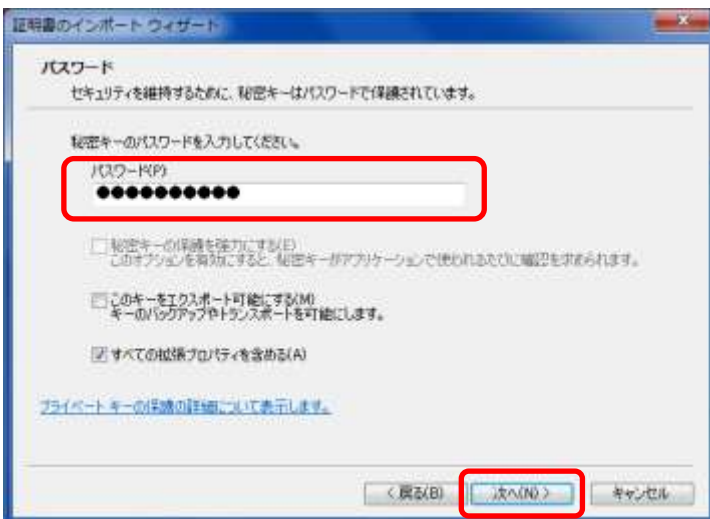 証明書のインポート ウィザード
パスワード
セキュリティを維持するために、秘密キーはパスワードで保護されています。
秘密キーのパスワードを入力してください。
パスワード(P)
●●●●●●●●●●
秘密キーの保護を強力にする(E)
このオプションを有効にすると、秘密キーがアプリケーションで使われるたびに確認を求められます。
このキーをエクスポート可能にする(M)
キーのバックアップやトランスポートを可能にします。
すべての拡張プロパティを含める(A)
プライベート キーの保護の詳細について表示します。
< 戻る(B)
次へ(N) >
キャンセル